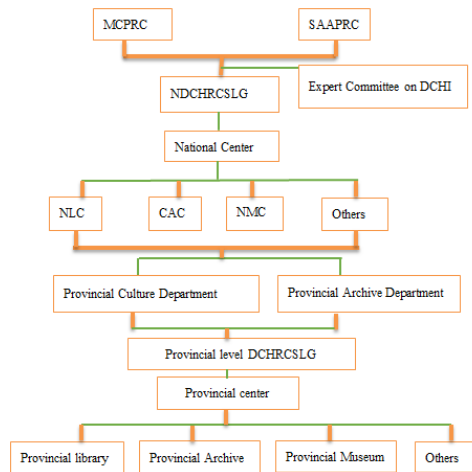 MCPRC
SAAPRC
Expert Committee on DCHI
NDCHRCSLG
National Center
NLC
CAC
NMC
Others
Provincial Culture Department
Provincial Archive Department
Provincial level DCHRCSLG
Provincial center
Provincial library
Provincial Archive
Provincial Museum
Others